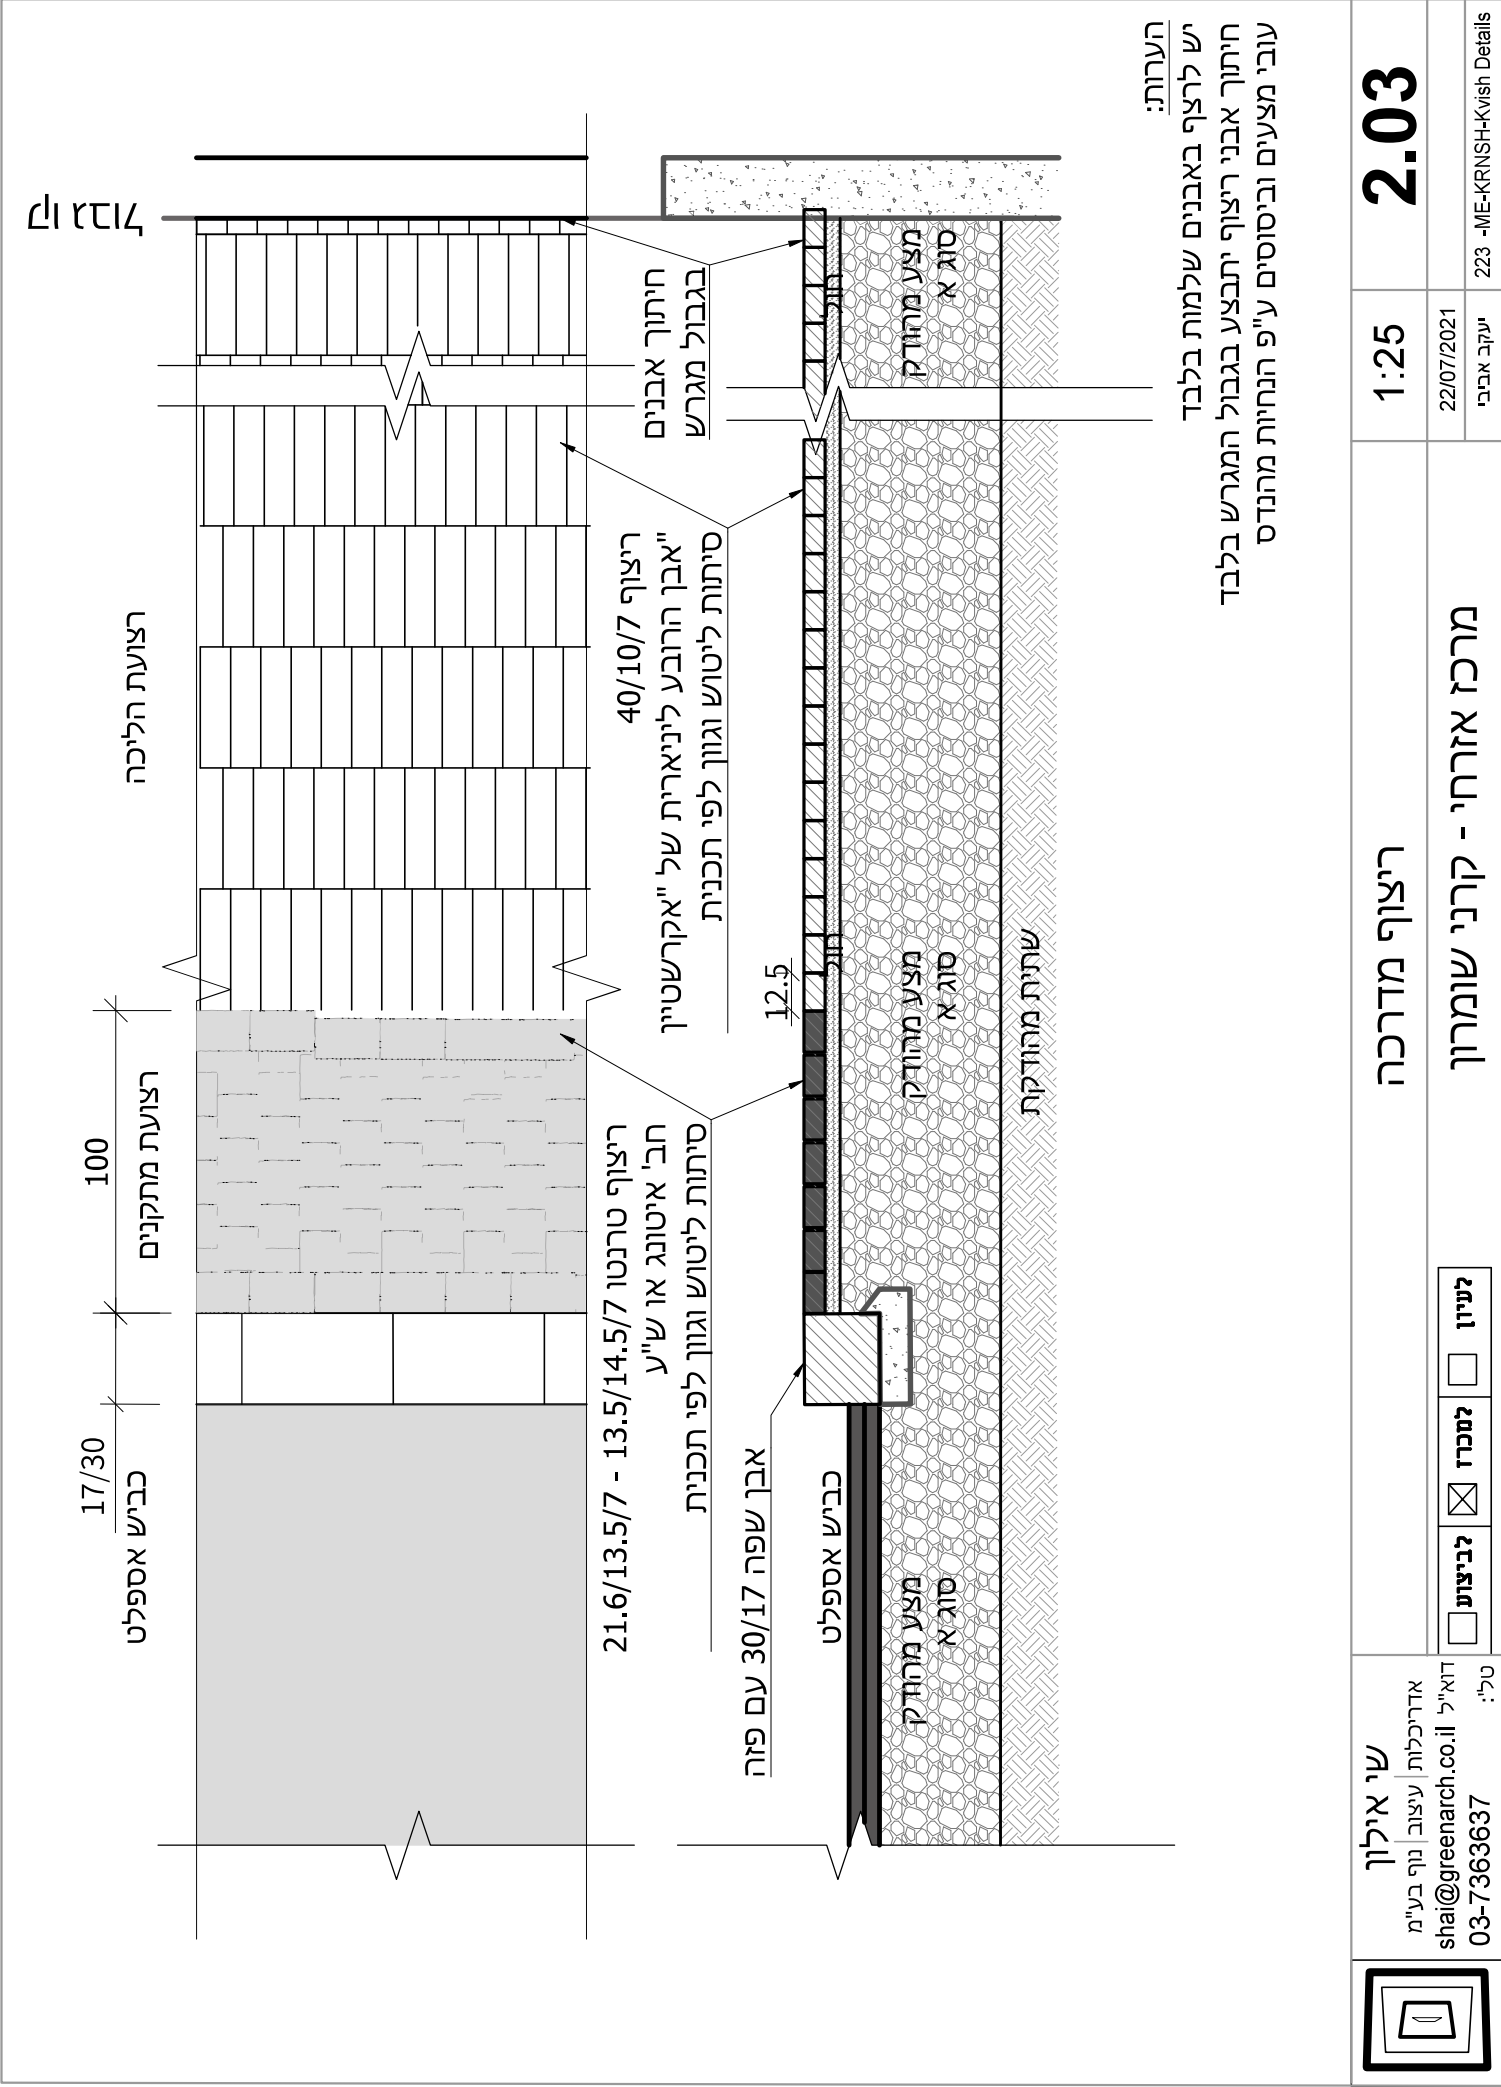 קו גבול
רצועת הליכה
100
רצועת מתקנים
17/30
כביש אספלט
חיתוך אבנים
בגבול מגרש
ריצוף 40/10/7
"אבן הרובע ליניארית של "אקרשטיין
סיתות ליטוש וגוון לפי תכנית
ריצוף טרנטו 13.5/14.5/7 - 21.6/13.5/7
חב' איטונג או ש"ע
סיתות ליטוש וגוון לפי תכנית
אבן שפה 30/17 עם פזה
12.5
חול
מצע מהודק
סוג א
חול
מצע מהודק
סוג א
שתית מהודקת
כביש אספלט
מצע מהודק
סוג א
הערות:
יש לרצף באבנים שלמות בלבד
חיתוך אבני ריצוף יתבצע בגבול המגרש בלבד
עובי מצעים וביסוסים ע"פ הנחיות מהנדס
2.03
1:25
22/07/2021
223 -ME-KRNSH-Kvish Details
יעקב אביבי
ריצוף מדרכה
מרכז אזרחי - קרני שומרון
לעיון
למכרז
לביצוע
שי אילון
אדריכלות | עיצוב | נוף בע"מ
דוא"ל shai@greenarch.co.il
טל': 03-7363637